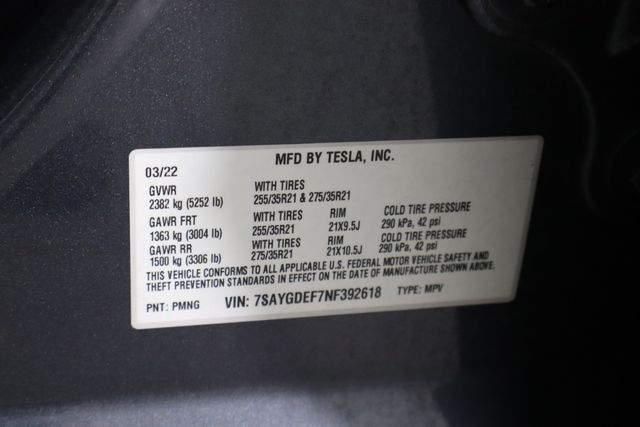 MFD BY TESLA, INC.
03/22
GVWR WITH TIRES
2382 kg (5252 lb) 255/35R21 & 275/35R21
GAWR FRT WITH TIRES RIM COLD TIRE PRESSURE
1363 kg (3004 lb) 255/35R21 21X9.5J 290 kPa, 42 psi
GAWR RR WITH TIRES RIM COLD TIRE PRESSURE
1500 kg (3306 lb) 275/35R21 21X10.5J 290 kPa, 42 psi
THIS VEHICLE CONFORMS TO ALL APPLICABLE U.S. FEDERAL MOTOR VEHICLE SAFETY AND
THEFT PREVENTION STANDARDS IN EFFECT ON THE DATE OF MANUFACTURE SHOWN ABOVE.
PNT: PMNG VIN: 7SAYGDEF7NF392618 TYPE: MPV